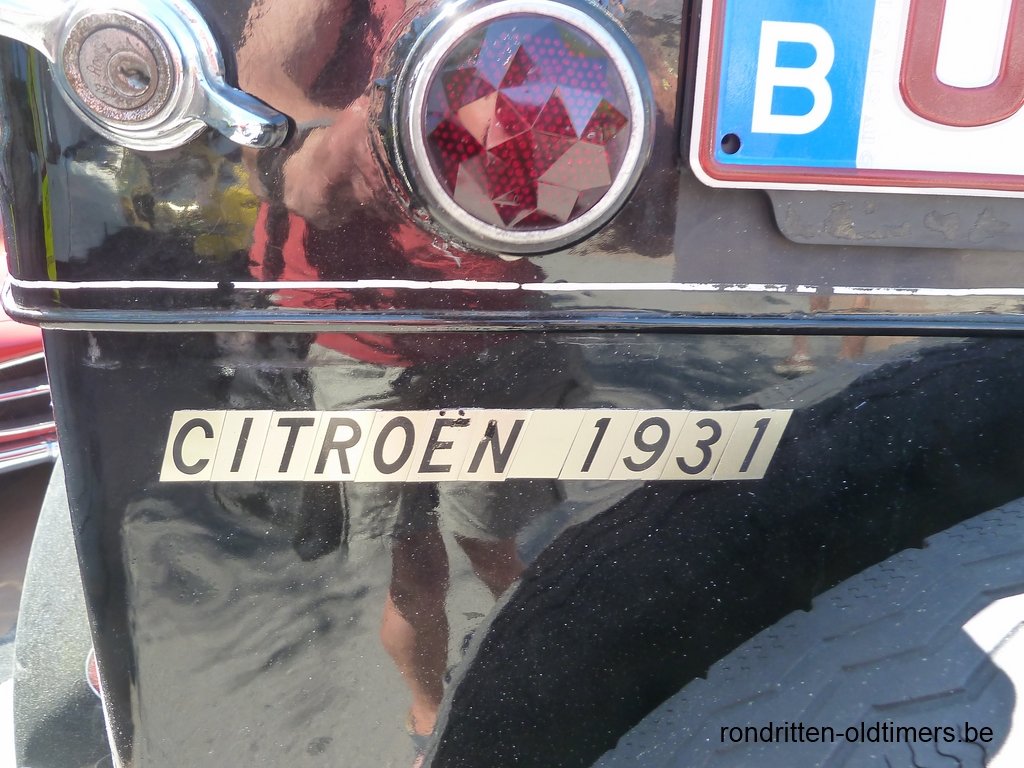 B U
CITROËN 1931
rondritten-oldtimers.be